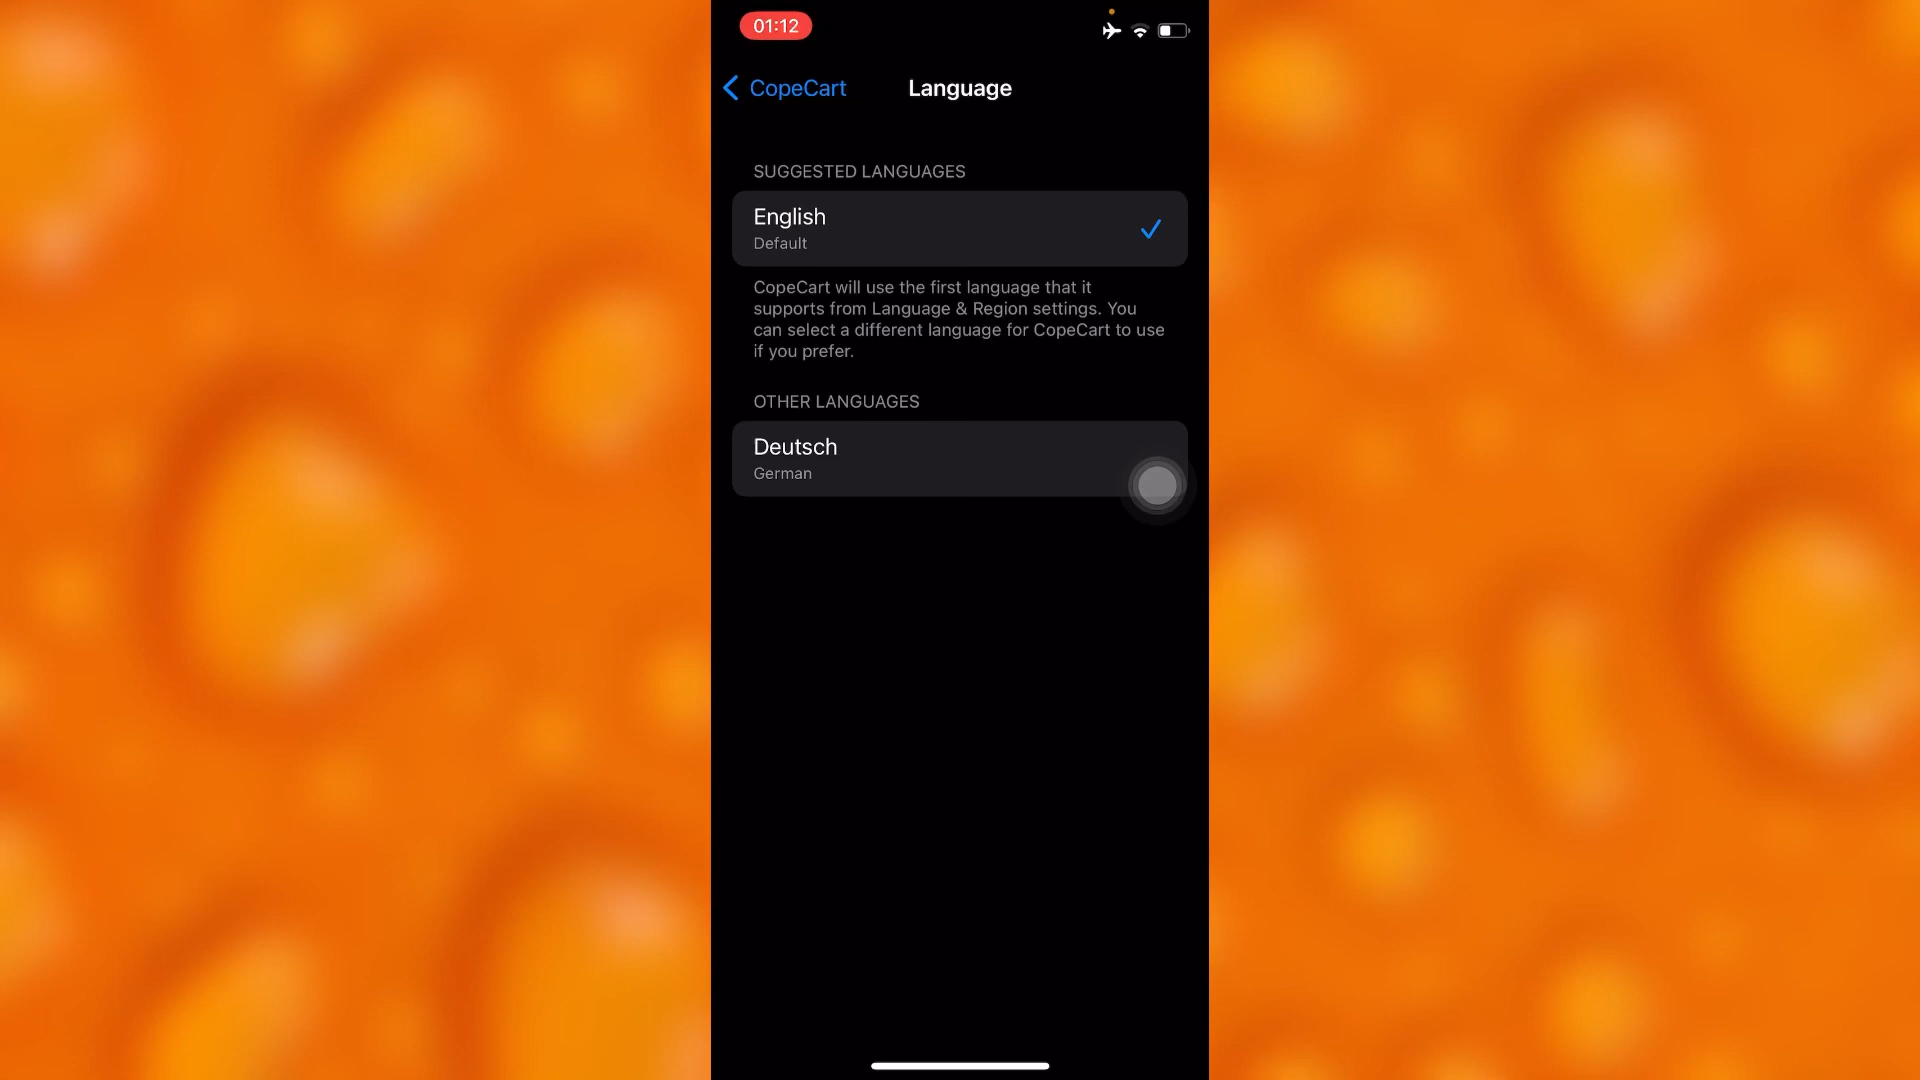 01:12
CopeCart
Language
SUGGESTED LANGUAGES
English
Default
CopeCart will use the first language that it
supports from Language & Region settings. You
can select a different language for CopeCart to use
if you prefer.
OTHER LANGUAGES
Deutsch
German